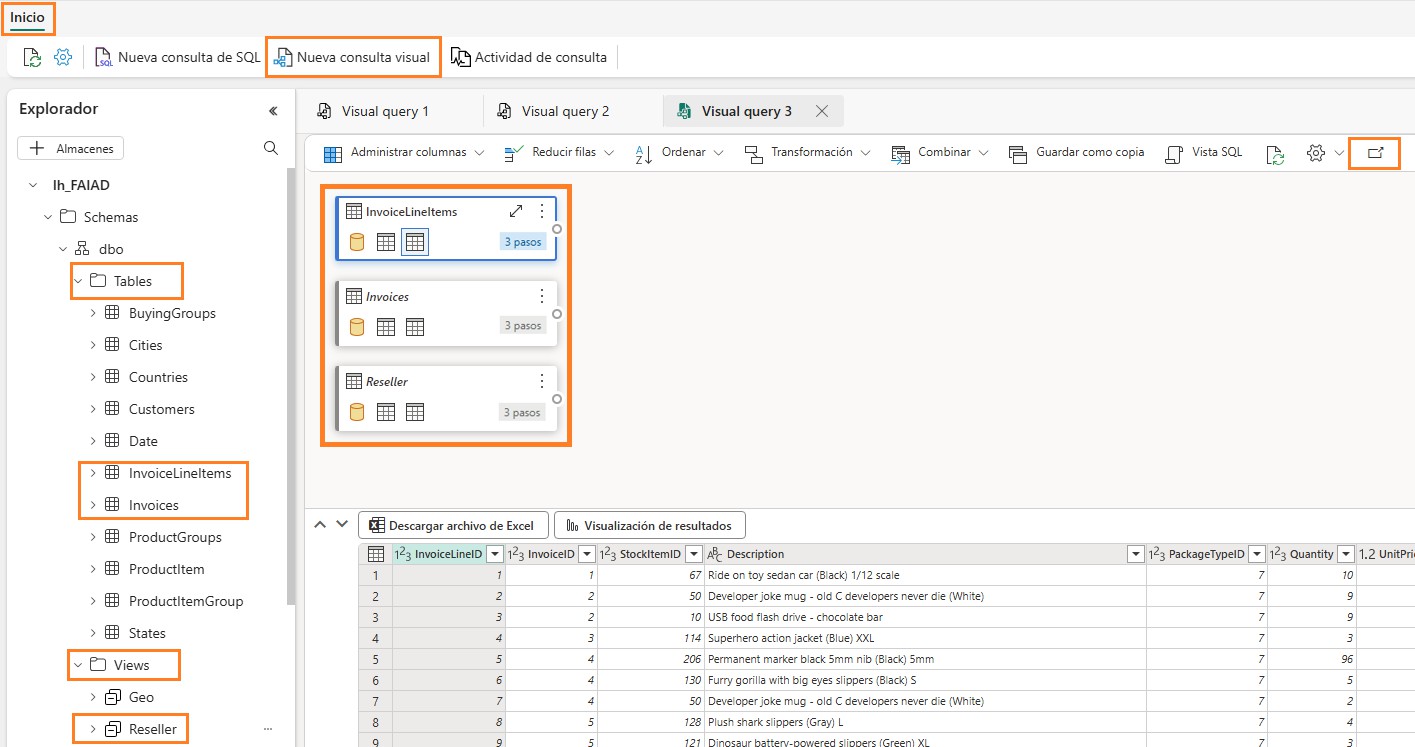 Inicio
Nueva consulta de SQL Nueva consulta visual Actividad de consulta
Explorador «
Visual query 1 Visual query 2 Visual query 3
+ Almacenes
Administrar columnas Reducir filas Ordenar Transformación Combinar Guardar como copia Vista SQL
lh_FAIAD
Schemas
dbo
Tables
BuyingGroups
Cities
Countries
Customers
Date
InvoiceLineItems
Invoices
ProductGroups
ProductItem
ProductItemGroup
States
Views
Geo
Reseller ...
InvoiceLineItems
3 pasos
Invoices
3 pasos
Reseller
3 pasos
Descargar archivo de Excel Visualización de resultados
1²3 InvoiceLineID 1²3 InvoiceID 1²3 StockItemID ABC Description 1²3 PackageTypeID 1²3 Quantity 1.2 UnitPri
1 1 1 67 Ride on toy sedan car (Black) 1/12 scale 7 10
2 2 2 50 Developer joke mug - old C developers never die (White) 7 9
3 3 2 10 USB food flash drive - chocolate bar 7 9
4 4 3 114 Superhero action jacket (Blue) XXL 7 3
5 5 4 206 Permanent marker black 5mm nib (Black) 5mm 7 96
6 6 4 130 Furry gorilla with big eyes slippers (Black) S 7 5
7 7 4 50 Developer joke mug - old C developers never die (White) 7 2
8 8 5 128 Plush shark slippers (Gray) L 7 4
9 9 5 121 Dinosaur battery-powered slippers (Green) XL 7 3